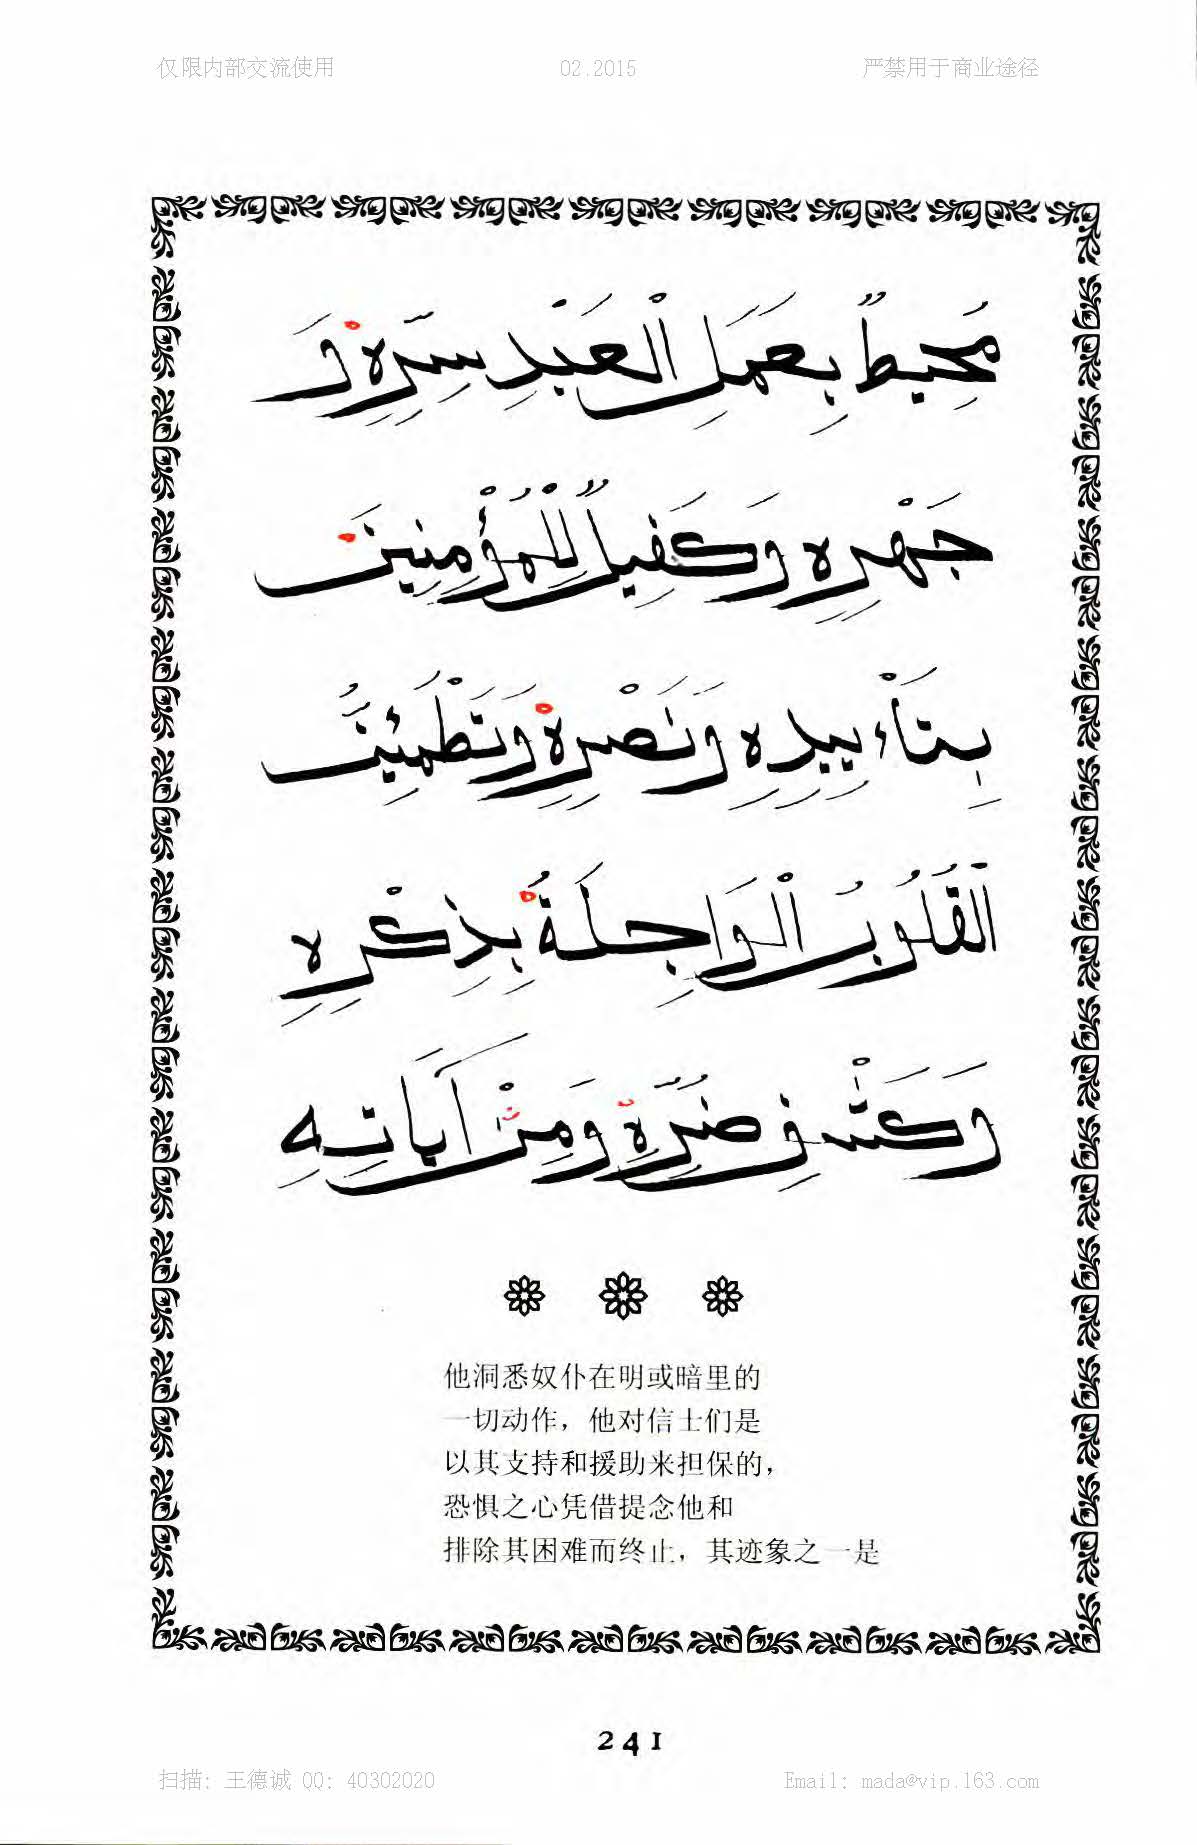 仅限内部交流使用 02.2015 严禁用于商业途径
مُحِيطٌ بِعَمَلِ الْعَبْدِ سِرِّهِ وَ
جَهْرِهِ وَكَفِيلٌ لِلْمُؤْمِنِينَ
بِتَأْءيِيدِهِ وَنَصْرِهِ وَتَطْمَئِنُّ
الْقُلُوبُ الْوَاجِلَةُ بِذِكْرِهِ
وَكَشْفِ ضُرِّهِ وَمِنْ آيَاتِهِ
他洞悉奴仆在明或暗里的
一切动作，他对信士们是
以其支持和援助来担保的，
恐惧之心凭借提念他和
排除其困难而终止，其迹象之一是
241
扫描: 王德诚 QQ: 40302020 Email: mada@vip.163.com